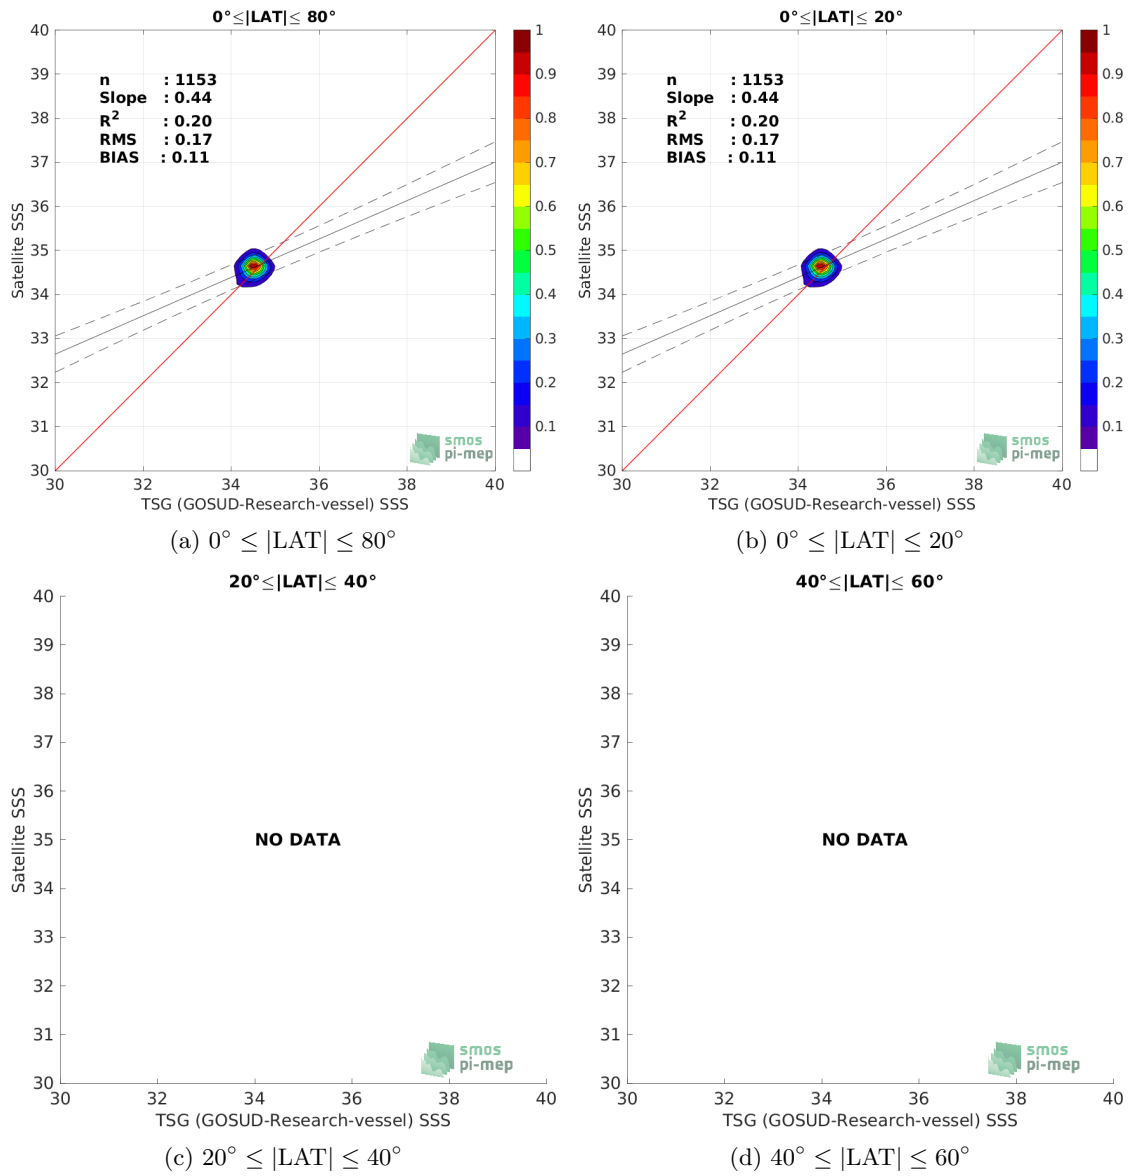 0°≤|LAT|≤ 80°
40
39
38
37
36
35
34
33
32
31
30
n : 1153
Slope : 0.44
R² : 0.20
RMS : 0.17
BIAS : 0.11
1
0.9
0.8
0.7
0.6
0.5
0.4
0.3
0.2
0.1
Satellite SSS
smos
pi-mep
30 32 34 36 38 40
TSG (GOSUD-Research-vessel) SSS
(a) 0° ≤ |LAT| ≤ 80°
0°≤|LAT|≤ 20°
40
39
38
37
36
35
34
33
32
31
30
n : 1153
Slope : 0.44
R² : 0.20
RMS : 0.17
BIAS : 0.11
1
0.9
0.8
0.7
0.6
0.5
0.4
0.3
0.2
0.1
Satellite SSS
smos
pi-mep
30 32 34 36 38 40
TSG (GOSUD-Research-vessel) SSS
(b) 0° ≤ |LAT| ≤ 20°
20°≤|LAT|≤ 40°
40
39
38
37
36
35
34
33
32
31
30
Satellite SSS
NO DATA
smos
pi-mep
30 32 34 36 38 40
TSG (GOSUD-Research-vessel) SSS
(c) 20° ≤ |LAT| ≤ 40°
40°≤|LAT|≤ 60°
40
39
38
37
36
35
34
33
32
31
30
Satellite SSS
NO DATA
smos
pi-mep
30 32 34 36 38 40
TSG (GOSUD-Research-vessel) SSS
(d) 40° ≤ |LAT| ≤ 60°